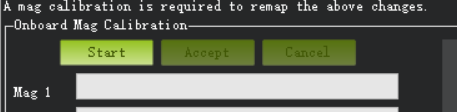 A mag calibration is required to remap the above changes.
Onboard Mag Calibration
Start Accept Cancel
Mag 1